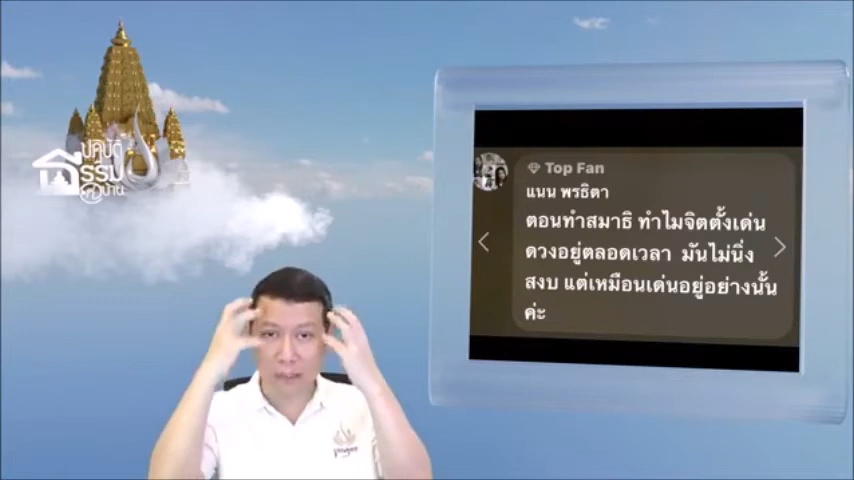 ปฏิบัติ
ธรรม
@บ้าน
Top Fan
แนน พรธิตา
ตอนทำสมาธิ ทำไมจิตตั้งเด่น
ดวงอยู่ตลอดเวลา มันไม่นิ่ง
สงบ แต่เหมือนเด่นอยู่อย่างนั้น
ค่ะ